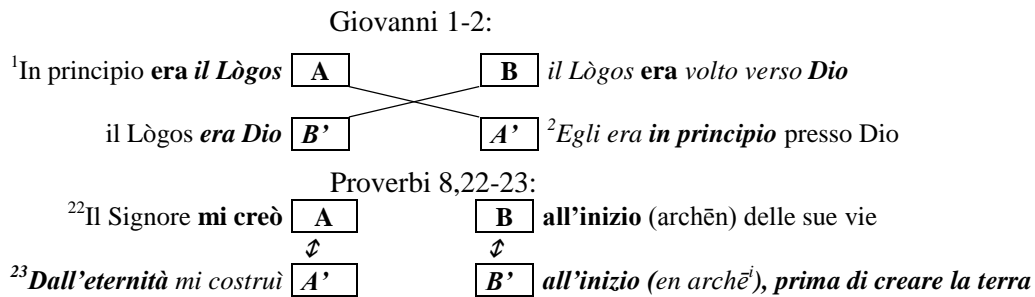 Giovanni 1-2:
¹In principio era il Lògos A B il Lògos era volto verso Dio
il Lògos era Dio B’ A’ ²Egli era in principio presso Dio
Proverbi 8,22-23:
²²Il Signore mi creò A B all'inizio (archēn) delle sue vie
⇕ ⇕
²³Dall'eternità mi costruì A’ B’ all'inizio (en archēⁱ), prima di creare la terra